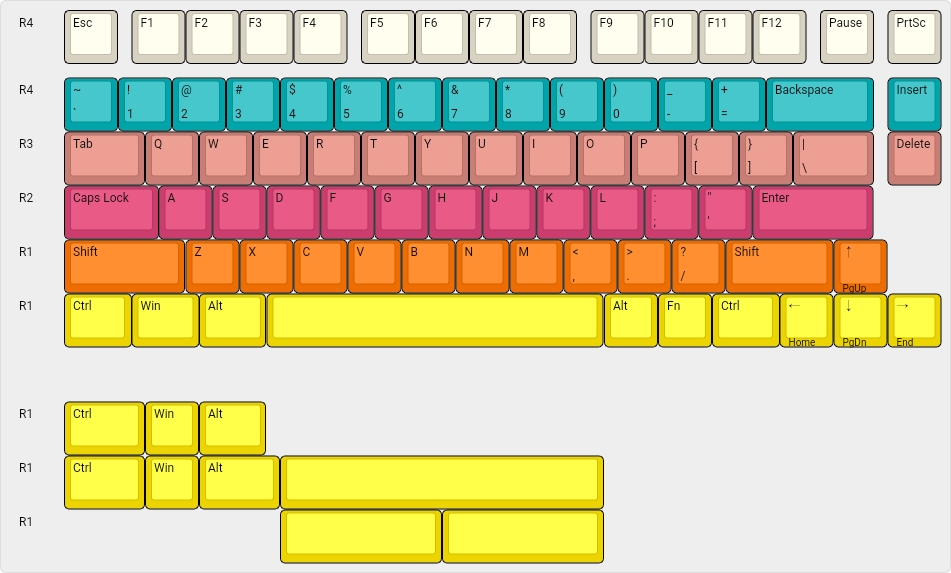 R4 Esc F1 F2 F3 F4 F5 F6 F7 F8 F9 F10 F11 F12 Pause PrtSc
R4 ~ ! @ # $ % ^ & * ( ) _ + Backspace Insert
` 1 2 3 4 5 6 7 8 9 0 - =
R3 Tab Q W E R T Y U I O P { } | Delete
[ ] \
R2 Caps Lock A S D F G H J K L : " Enter
; '
R1 Shift Z X C V B N M < > ? Shift ↑
, . /
PgUp
R1 Ctrl Win Alt Alt Fn Ctrl ← ↓ →
Home PgDn End
R1 Ctrl Win Alt
R1 Ctrl Win Alt
R1